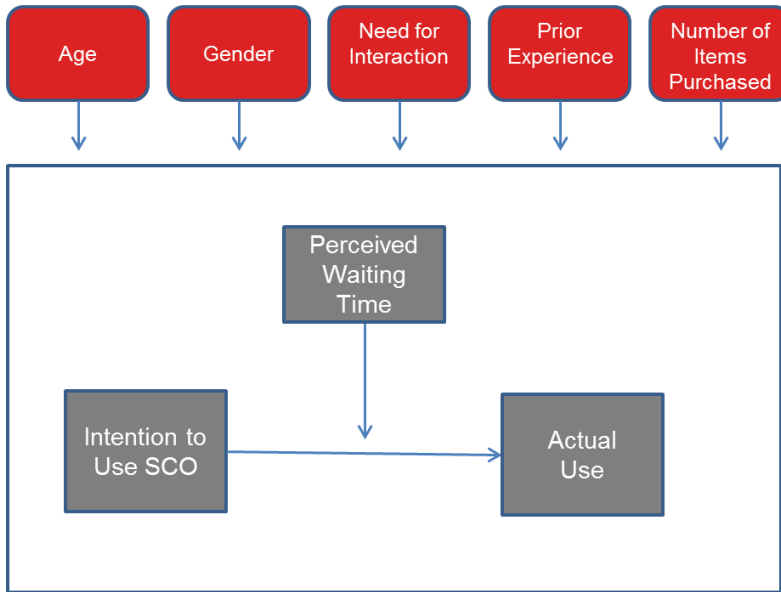 Age
Gender
Need for
Interaction
Prior
Experience
Number of
Items
Purchased
Perceived
Waiting
Time
Intention to
Use SCO
Actual
Use